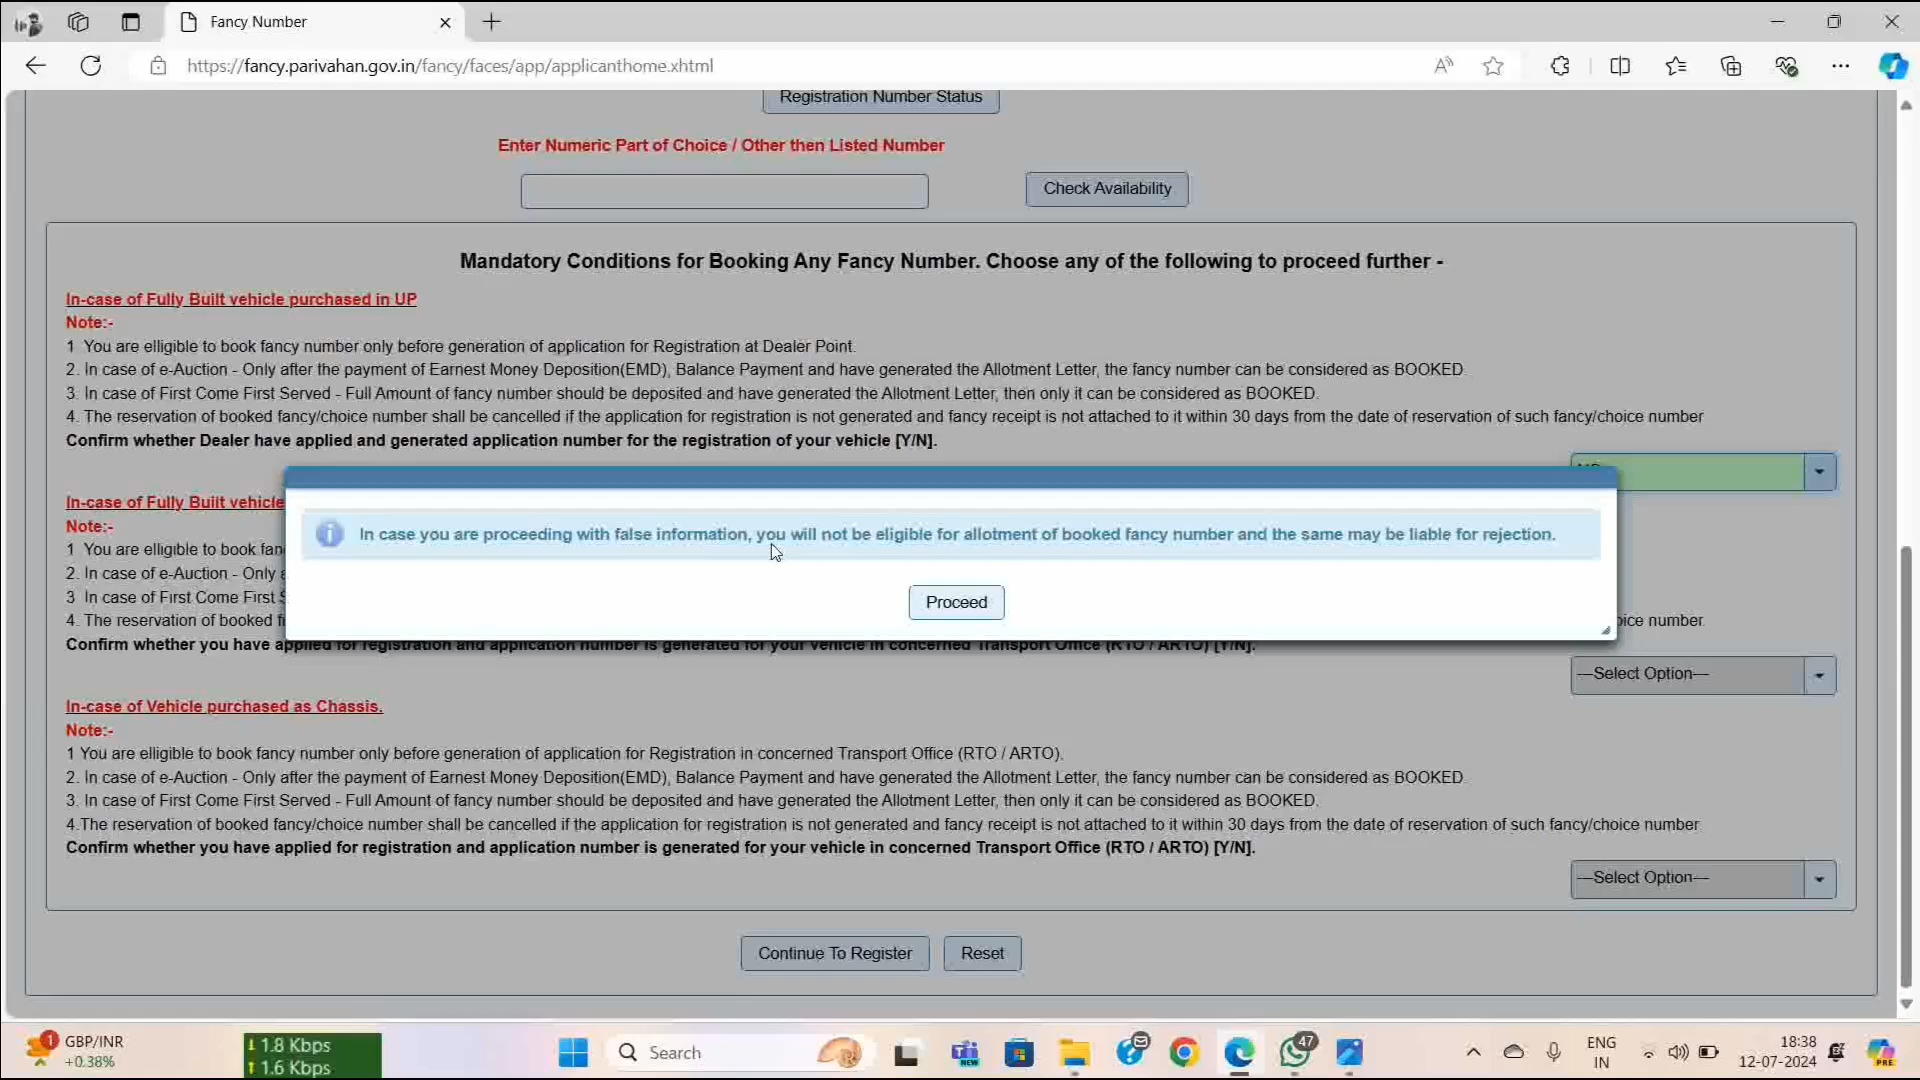 Fancy Number
https://fancy.parivahan.gov.in/fancy/faces/app/applicanthome.xhtml
Registration Number Status
Enter Numeric Part of Choice / Other then Listed Number
Check Availability
Mandatory Conditions for Booking Any Fancy Number. Choose any of the following to proceed further -
In-case of Fully Built vehicle purchased in UP
Note:-
1 You are elligible to book fancy number only before generation of application for Registration at Dealer Point.
2. In case of e-Auction - Only after the payment of Earnest Money Deposition(EMD), Balance Payment and have generated the Allotment Letter, the fancy number can be considered as BOOKED.
3. In case of First Come First Served - Full Amount of fancy number should be deposited and have generated the Allotment Letter, then only it can be considered as BOOKED.
4. The reservation of booked fancy/choice number shall be cancelled if the application for registration is not generated and fancy receipt is not attached to it within 30 days from the date of reservation of such fancy/choice number
Confirm whether Dealer have applied and generated application number for the registration of your vehicle [Y/N].
In-case of Fully Built vehicle
Note:-
1 You are elligible to book
2. In case of e-Auction - Only
3 In case of First Come First
4. The reservation of booked
number.
In case you are proceeding with false information, you will not be eligible for allotment of booked fancy number and the same may be liable for rejection.
Proceed
Confirm whether you have applied for registration and application number is generated for your vehicle in concerned Transport Office (RTO / ARTO) [Y/N].
---Select Option---
In-case of Vehicle purchased as Chassis.
Note:-
1 You are elligible to book fancy number only before generation of application for Registration in concerned Transport Office (RTO / ARTO).
2. In case of e-Auction - Only after the payment of Earnest Money Deposition(EMD), Balance Payment and have generated the Allotment Letter, the fancy number can be considered as BOOKED.
3. In case of First Come First Served - Full Amount of fancy number should be deposited and have generated the Allotment Letter, then only it can be considered as BOOKED.
4.The reservation of booked fancy/choice number shall be cancelled if the application for registration is not generated and fancy receipt is not attached to it within 30 days from the date of reservation of such fancy/choice number
Confirm whether you have applied for registration and application number is generated for your vehicle in concerned Transport Office (RTO / ARTO) [Y/N].
---Select Option---
Continue To Register
Reset
1
GBP/INR
+0.38%
1.8 Kbps
1.6 Kbps
Search
NEW
47
ENG
IN
18:38
12-07-2024
PRE